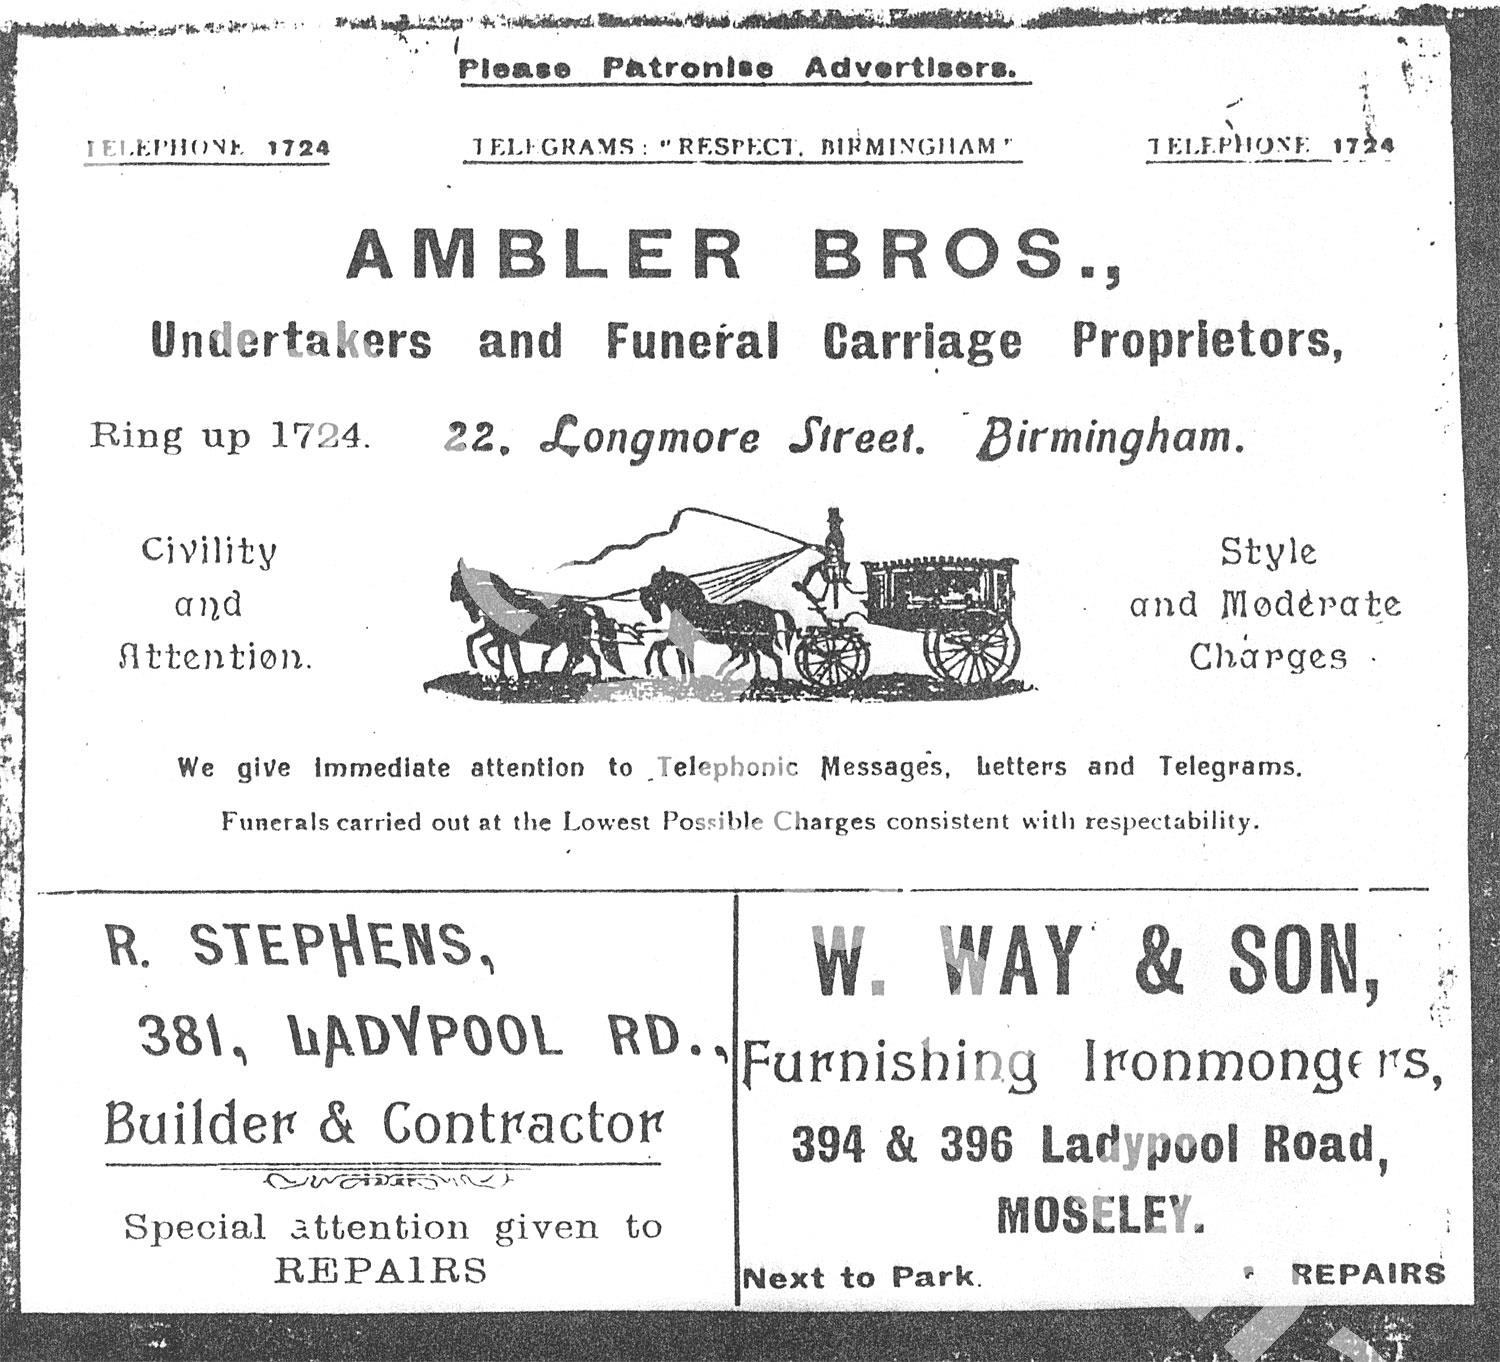 Please Patronise Advertisers.
TELEPHONE 1724 TELEGRAMS: "RESPECT, BIRMINGHAM" TELEPHONE 1724
AMBLER BROS.,
Undertakers and Funeral Carriage Proprietors,
Ring up 1724. 22, Longmore Street, Birmingham.
Civility
and
Attention.
Style
and Moderate
Charges
We give immediate attention to Telephonic Messages, Letters and Telegrams.
Funerals carried out at the Lowest Possible Charges consistent with respectability.
R. STEPHENS,
381, LADYPOOL RD.,
Builder & Contractor
Special attention given to
REPAIRS
W. WAY & SON,
Furnishing Ironmongers,
394 & 396 Ladypool Road,
MOSELEY.
Next to Park. REPAIRS